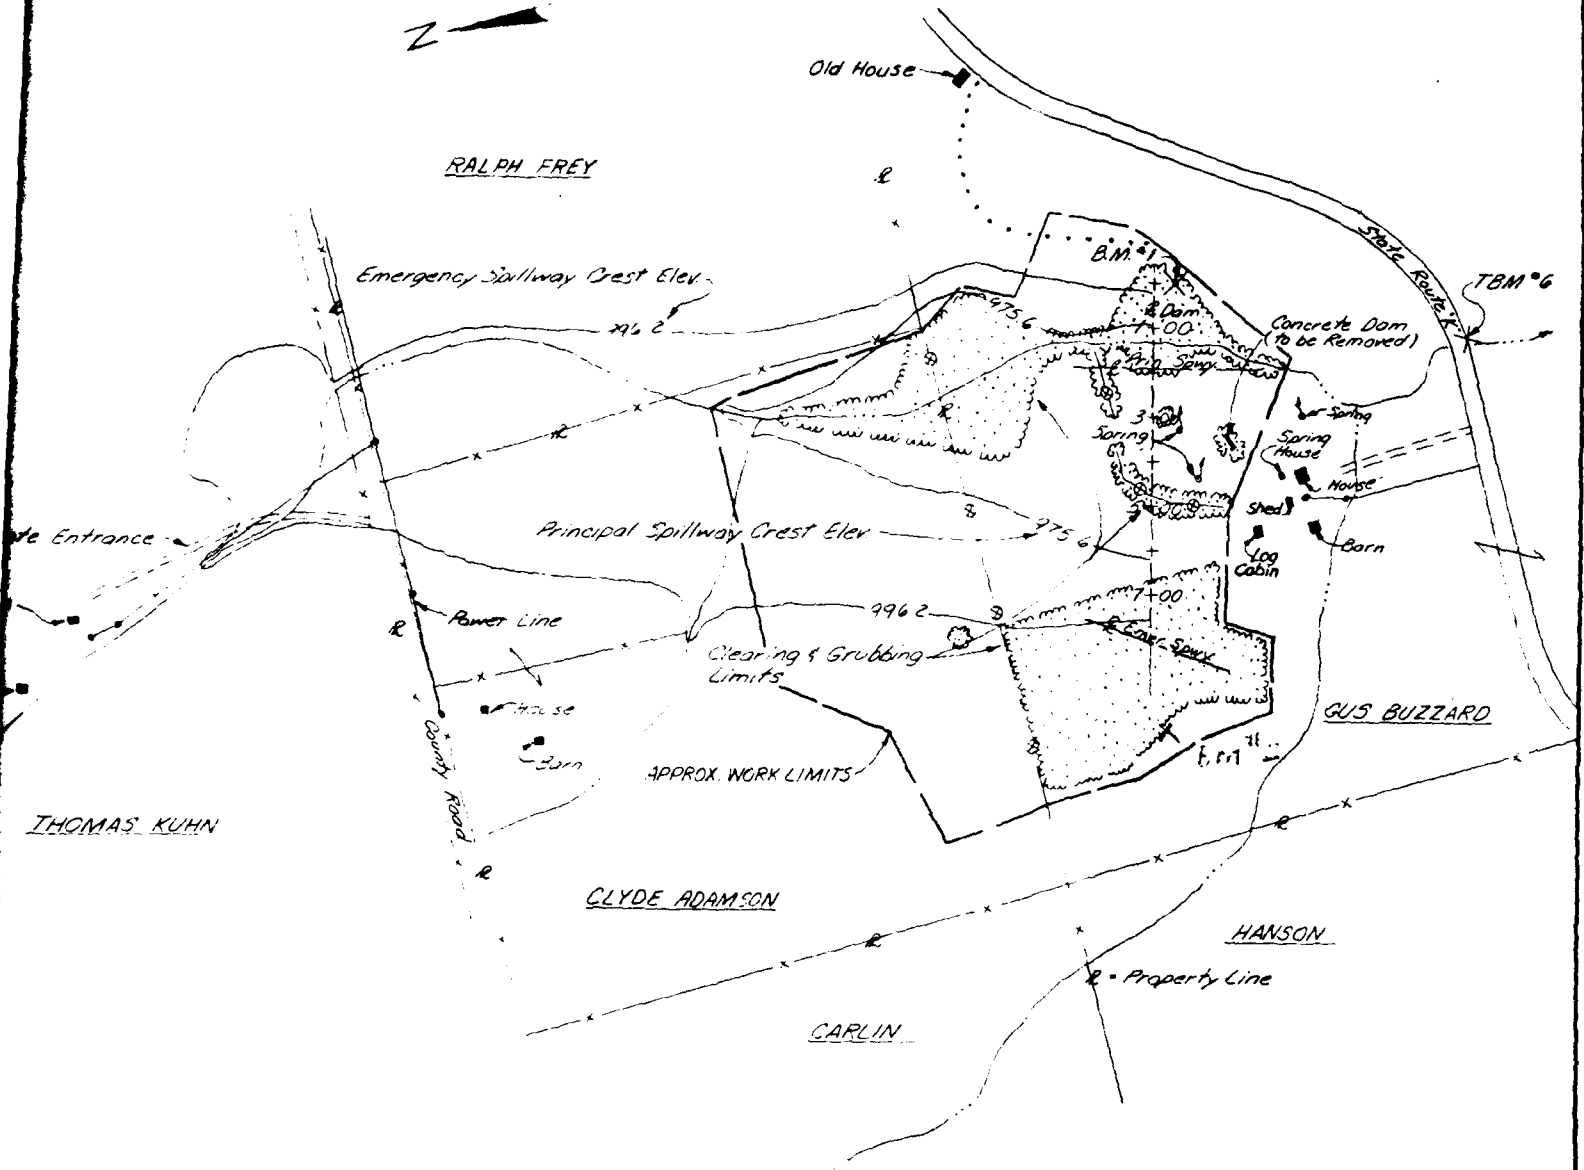 Z
Old House
RALPH FREY
℄
State Route 'K'
B.M. #1
Emergency Spillway Crest Elev.
TBM #6
℄
996 2
975 6
℄ Dam
1+00
(Concrete Dam
to be Removed)
℄ Prin. Spwy
℄
℄
3+00
Spring
Spring
Spring
House
House
Shed
te Entrance
Principal Spillway Crest Elev
975 6
Log
Cabin
Barn
7+00
996 2
Power Line
℄
℄ Emer. Spwy
Clearing & Grubbing
Limits
House
GUS BUZZARD
County Road
Barn
APPROX. WORK LIMITS
THOMAS KUHN
℄
℄
CLYDE ADAMSON
℄
HANSON
℄ - Property Line
CARLIN